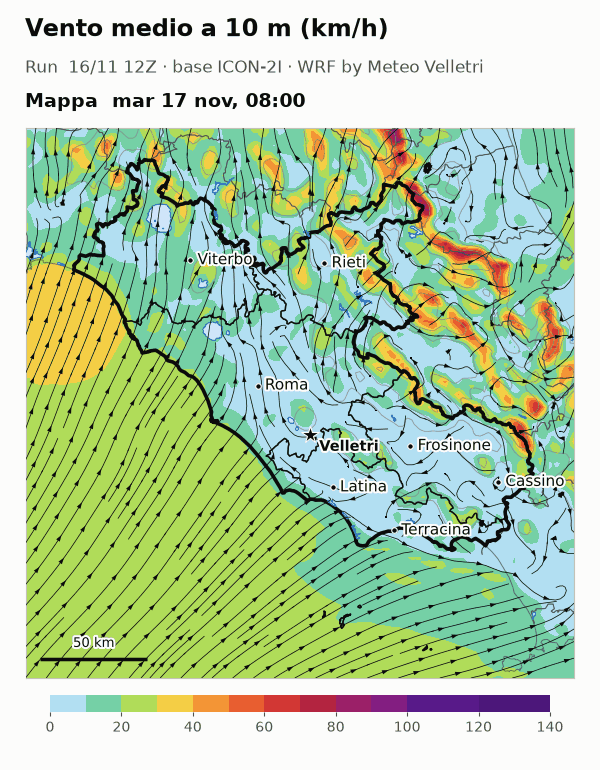 Vento medio a 10 m (km/h)
Run  16/11 12Z · base ICON-2I · WRF by Meteo Velletri
Mappa  mar 17 nov, 08:00
Viterbo
Rieti
Roma
Velletri
Frosinone
Cassino
Latina
Terracina
50 km
0 20 40 60 80 100 120 140